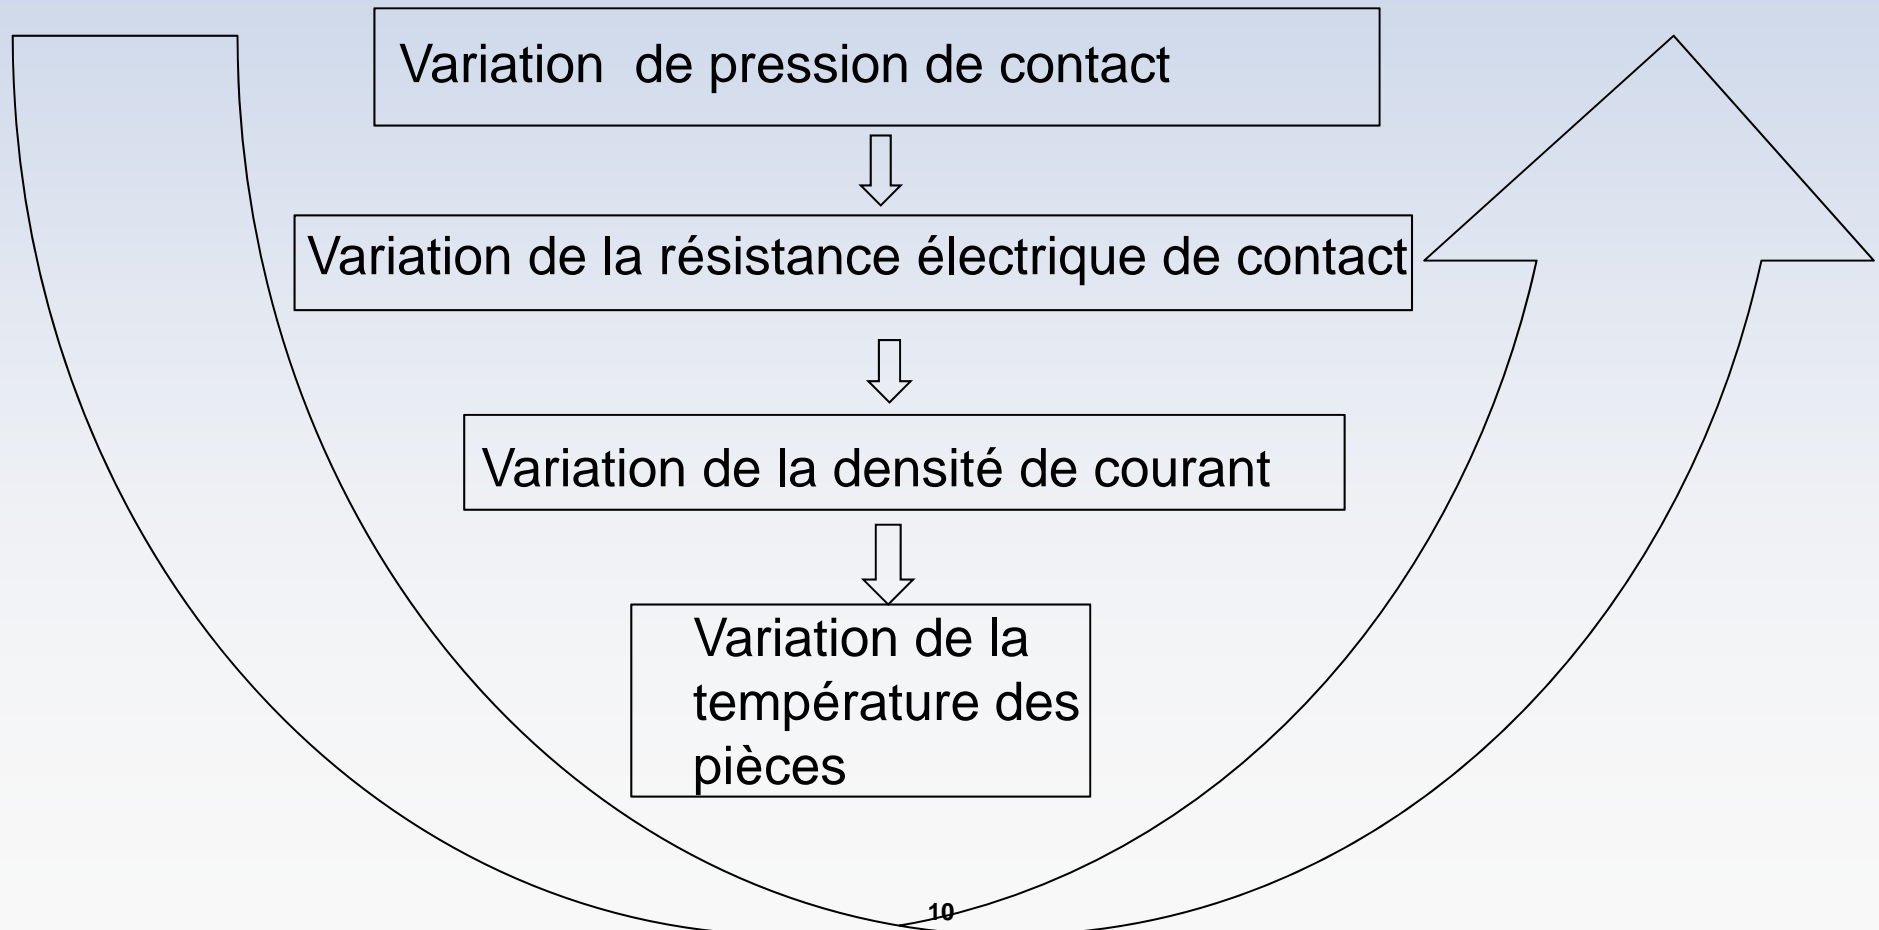 Variation  de pression de contact
Variation de la résistance électrique de contact
Variation de la densité de courant
Variation de la
température des
pièces
10